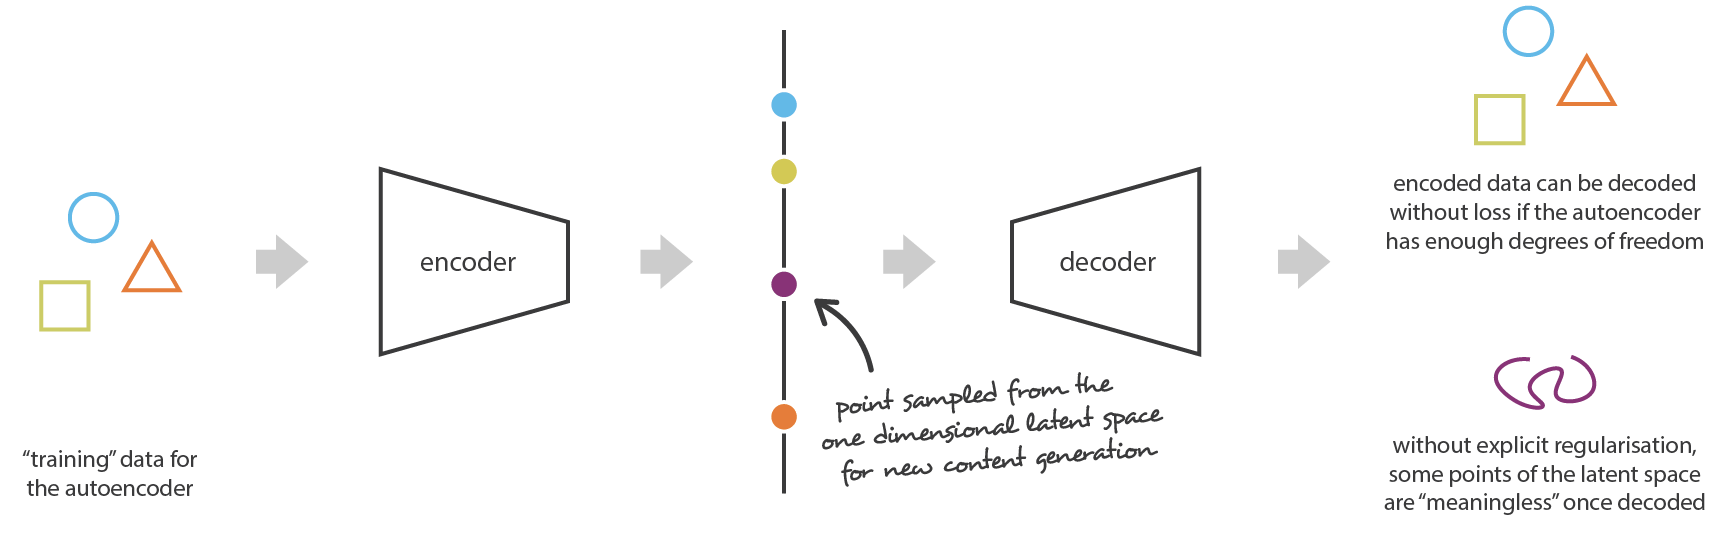 “training” data for
the autoencoder
encoder
point sampled from the
one dimensional latent space
for new content generation
decoder
encoded data can be decoded
without loss if the autoencoder
has enough degrees of freedom
without explicit regularisation,
some points of the latent space
are “meaningless” once decoded